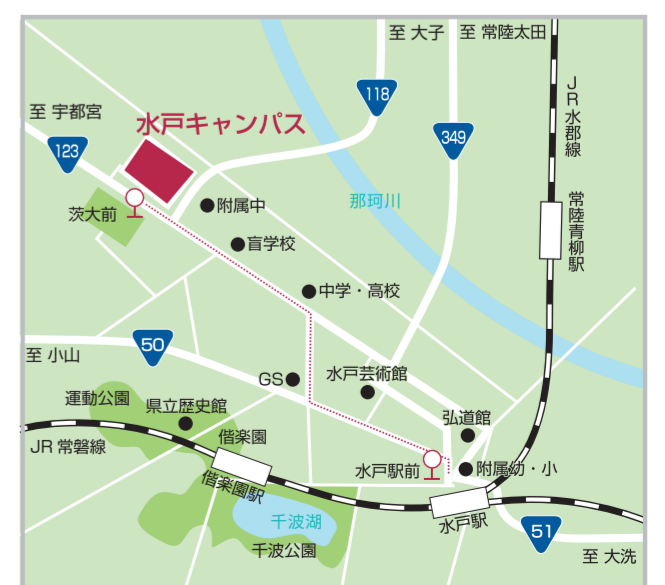 至 大子
至 常陸太田
118
JR水郡線
至 宇都宮
水戸キャンパス
349
123
那珂川
常陸青柳駅
茨大前
附属中
盲学校
中学・高校
50
至 小山
GS
水戸芸術館
運動公園
県立歴史館
弘道館
偕楽園
JR 常磐線
水戸駅前
附属幼・小
偕楽園駅
千波湖
水戸駅
51
千波公園
至 大洗